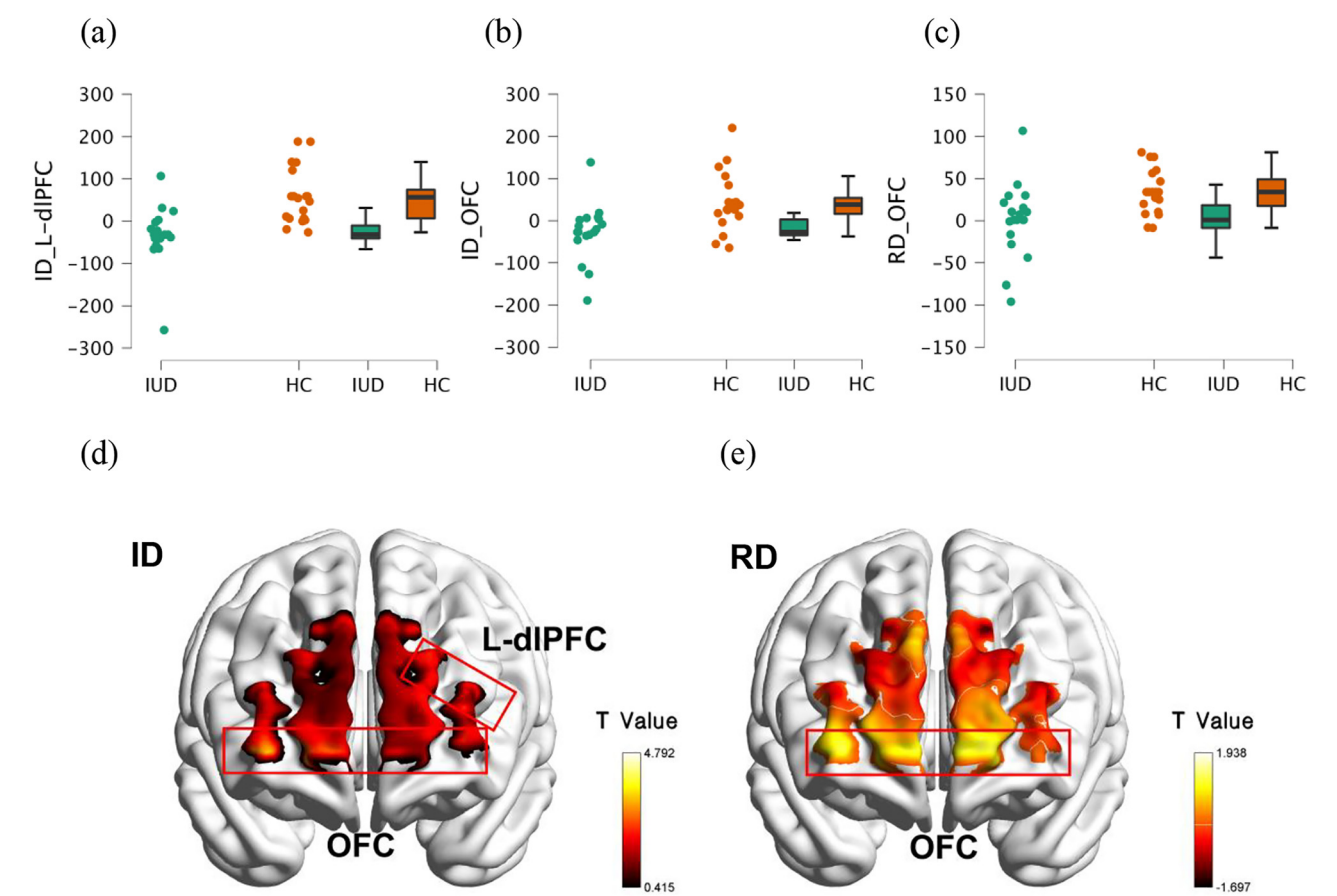 (a)
300
200
100
0
−100
−200
−300
ID_L−dlPFC
IUD
HC
IUD
HC
(b)
300
200
100
0
−100
−200
−300
ID_OFC
IUD
HC
IUD
HC
(c)
150
100
50
0
−50
−100
−150
RD_OFC
IUD
HC
IUD
HC
(d)
ID
L-dlPFC
OFC
T Value
4.792
0.415
(e)
RD
OFC
T Value
1.938
-1.697